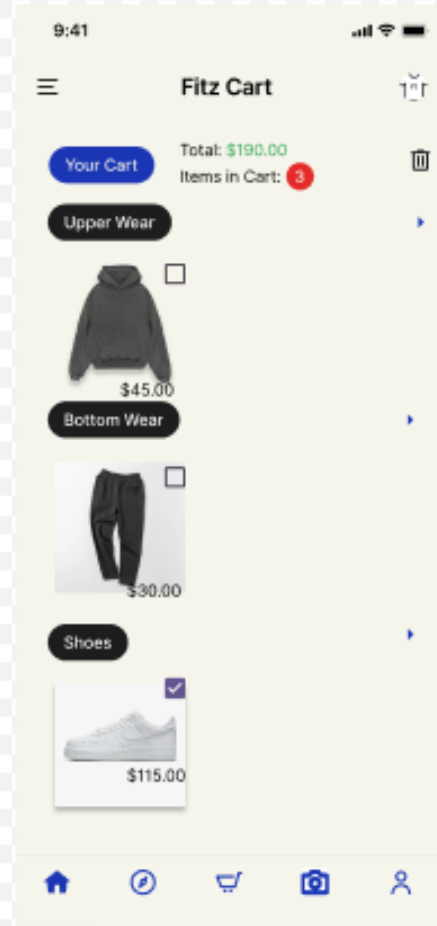 9:41
Fitz Cart
Your Cart
Total: $190.00
Items in Cart: 3
Upper Wear
$45.00
Bottom Wear
$30.00
Shoes
$115.00